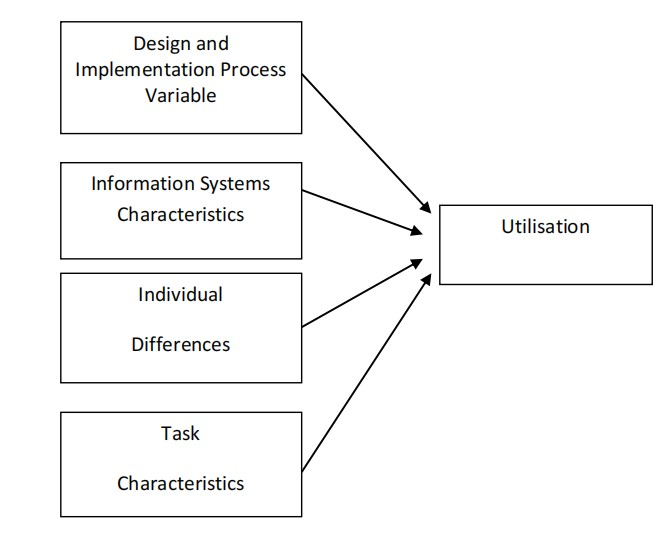 Design and
Implementation Process
Variable
Information Systems
Characteristics
Individual
Differences
Task
Characteristics
Utilisation